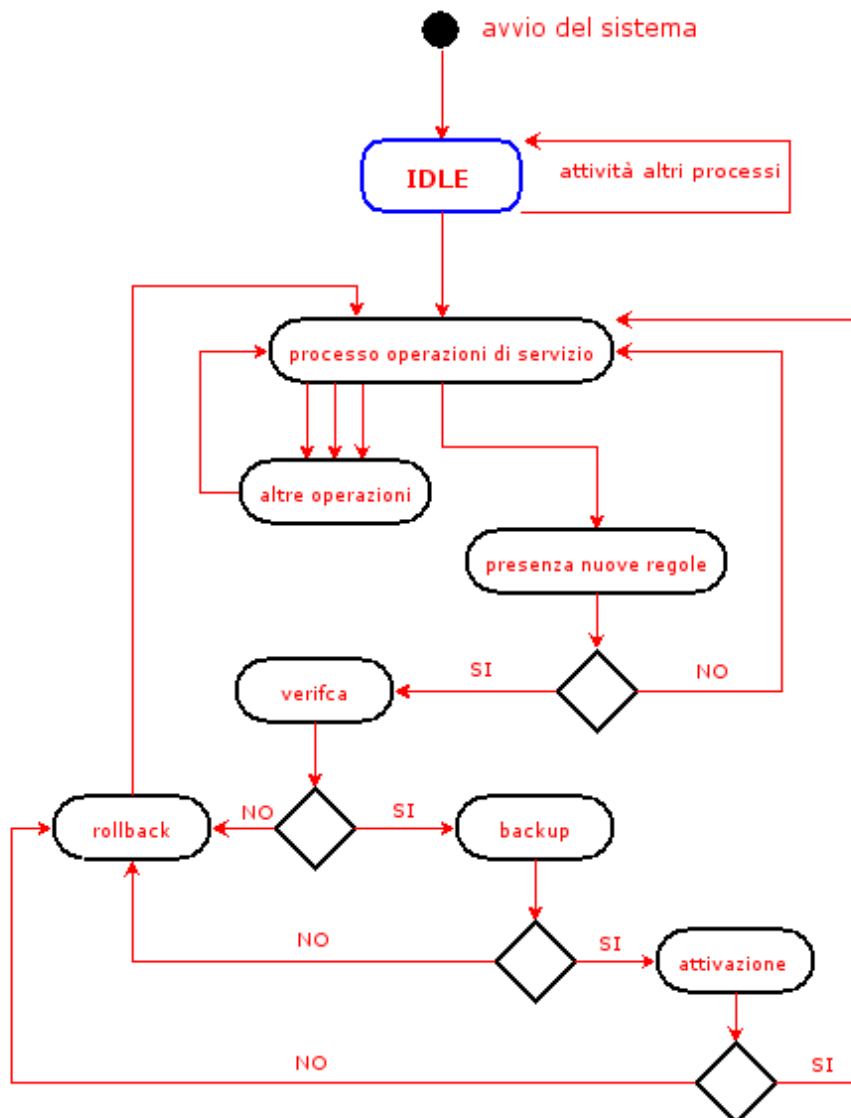 avvio del sistema
IDLE
attività altri processi
processo operazioni di servizio
altre operazioni
presenza nuove regole
SI
NO
verifca
NO
SI
rollback
backup
NO
SI
attivazione
NO
SI